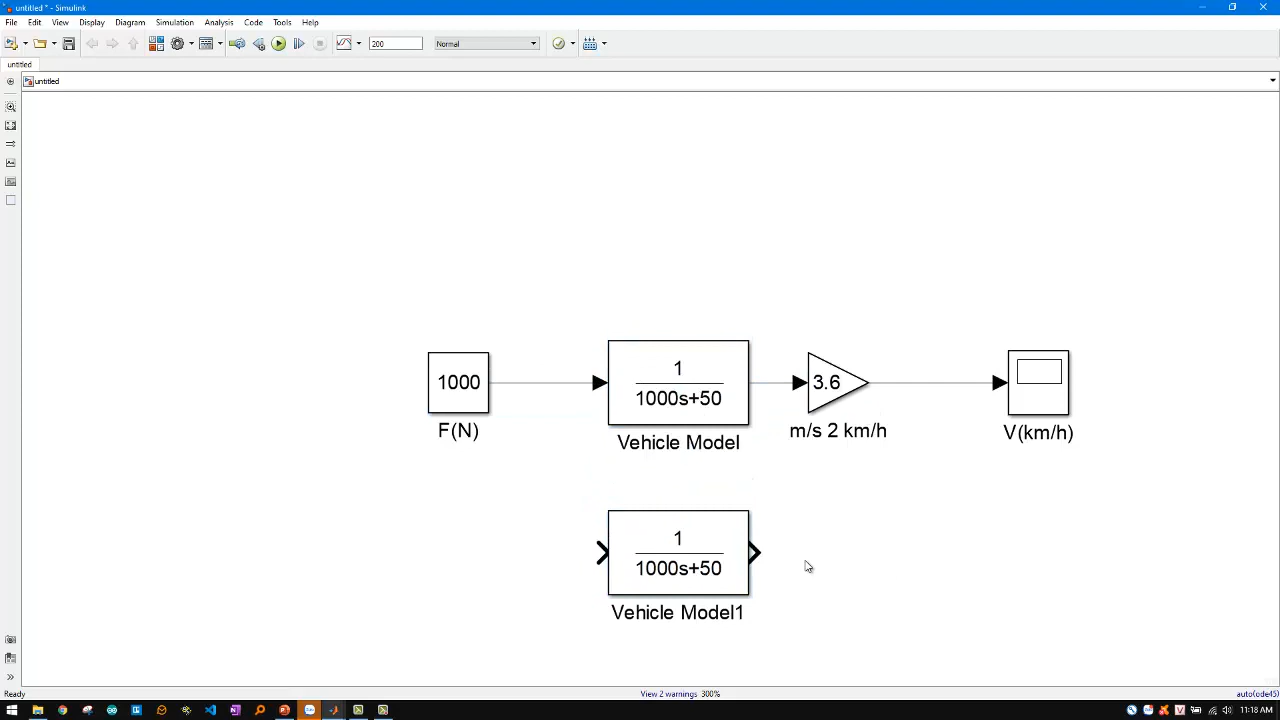 untitled * - Simulink
File Edit View Display Diagram Simulation Analysis Code Tools Help
200 Normal
untitled
untitled
1000
F(N)
1
1000s+50
Vehicle Model
3.6
m/s 2 km/h
V(km/h)
1
1000s+50
Vehicle Model1
Ready View 2 warnings 300% auto(ode45)
11:18 AM